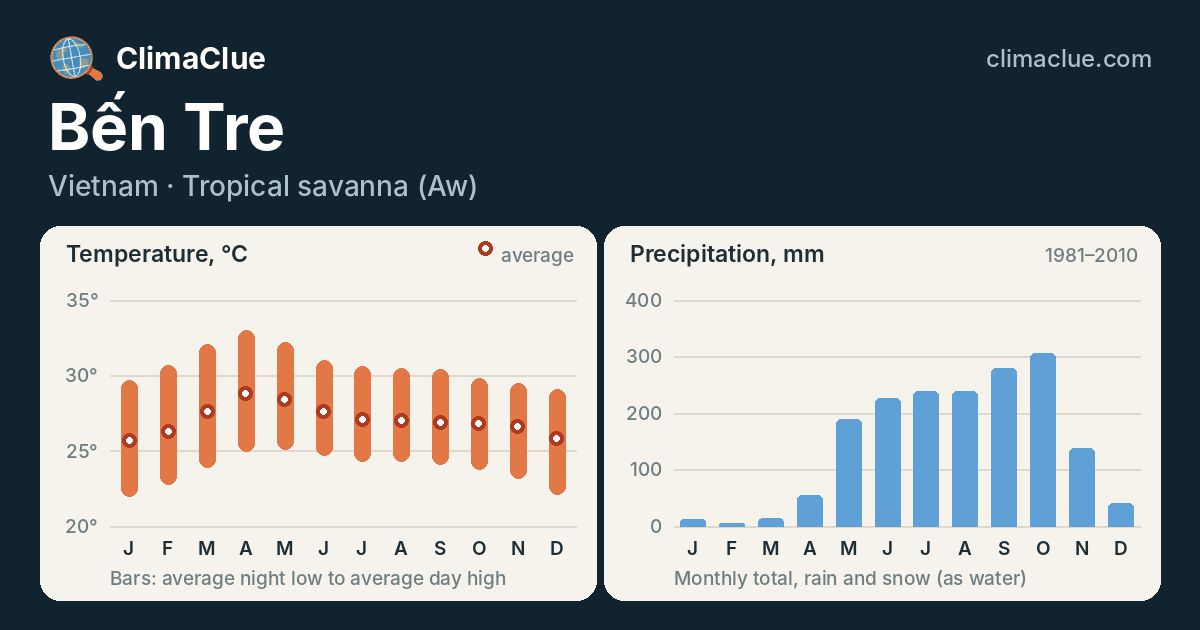 ClimaClue
climaclue.com
Bến Tre
Vietnam · Tropical savanna (Aw)
Temperature, °C
average
35°
30°
25°
20°
J F M A M J J A S O N D
Bars: average night low to average day high
Precipitation, mm
1981–2010
400
300
200
100
0
J F M A M J J A S O N D
Monthly total, rain and snow (as water)